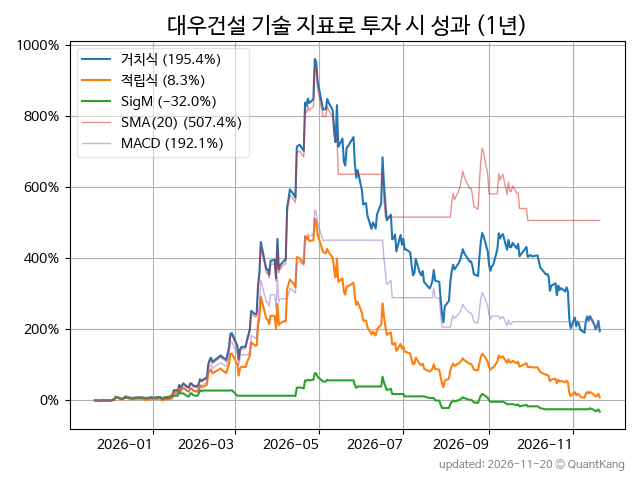 대우건설 기술 지표로 투자 시 성과 (1년)
1000%
800%
600%
400%
200%
0%
거치식 (195.4%)
적립식 (8.3%)
SigM (-32.0%)
SMA(20) (507.4%)
MACD (192.1%)
2026-01
2026-03
2026-05
2026-07
2026-09
2026-11
updated: 2026-11-20 © QuantKang